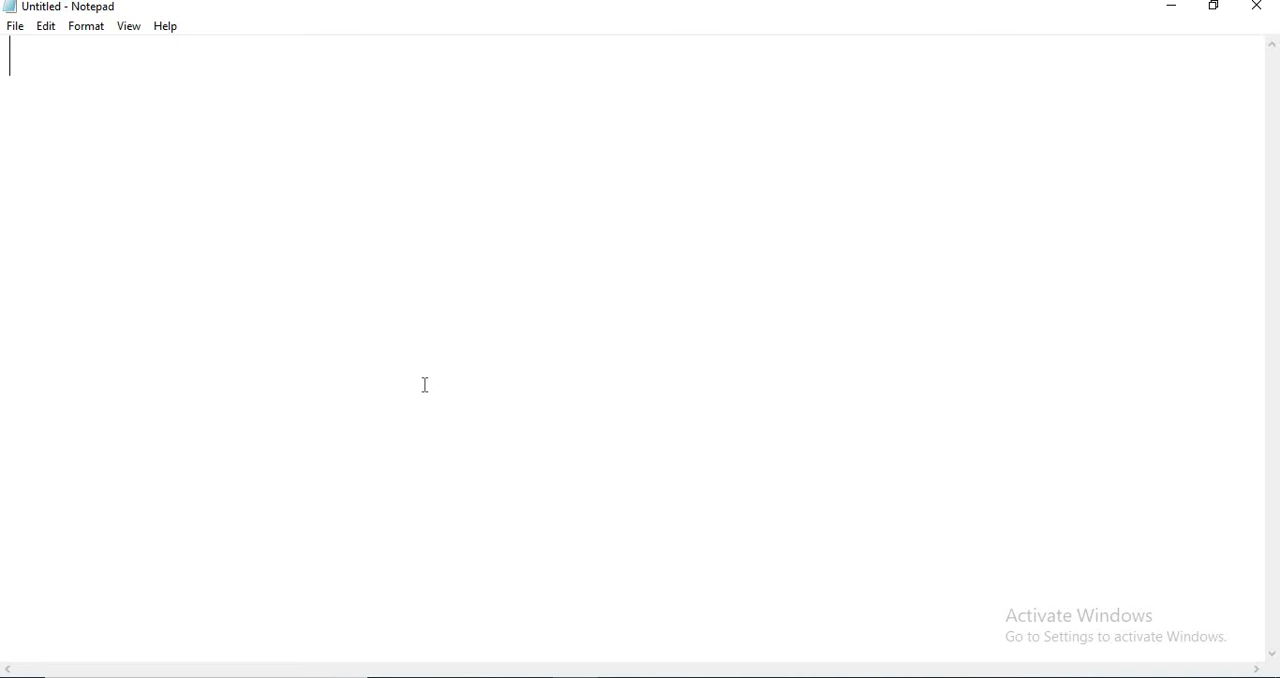 Untitled - Notepad
File Edit Format View Help
Activate Windows
Go to Settings to activate Windows.